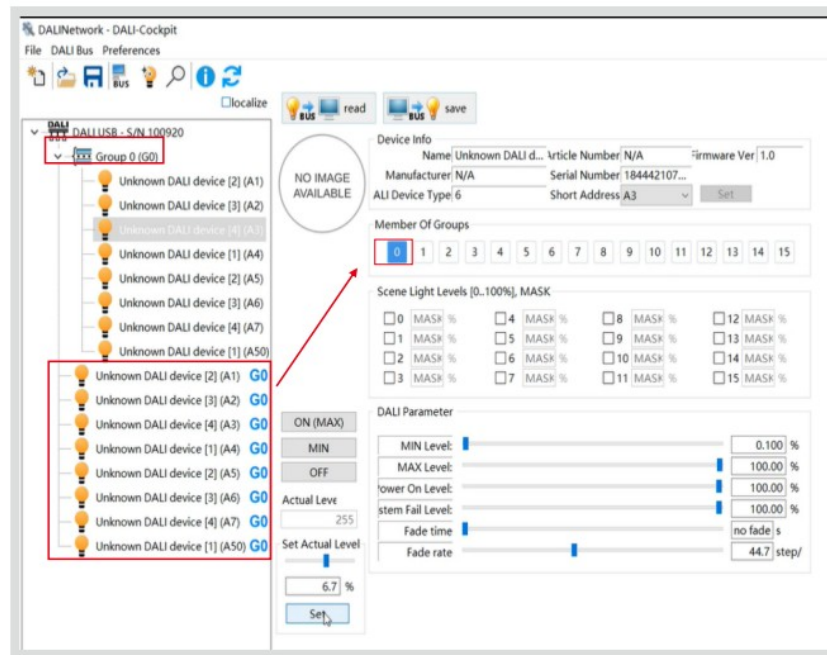 DALINetwork - DALI-Cockpit
File DALI Bus Preferences
BUS
localize
BUS read
BUS save
DALI
DALI USB - S/N 100920
Group 0 (G0)
Unknown DALI device [2] (A1)
Unknown DALI device [3] (A2)
Unknown DALI device [4] (A3)
Unknown DALI device [1] (A4)
Unknown DALI device [2] (A5)
Unknown DALI device [3] (A6)
Unknown DALI device [4] (A7)
Unknown DALI device [1] (A50)
Unknown DALI device [2] (A1) G0
Unknown DALI device [3] (A2) G0
Unknown DALI device [4] (A3) G0
Unknown DALI device [1] (A4) G0
Unknown DALI device [2] (A5) G0
Unknown DALI device [3] (A6) G0
Unknown DALI device [4] (A7) G0
Unknown DALI device [1] (A50) G0
NO IMAGE
AVAILABLE
Device Info
Name Unknown DALI d... Article Number N/A Firmware Ver 1.0
Manufacturer N/A Serial Number 184442107...
ALI Device Type 6 Short Address A3 Set
Member Of Groups
0 1 2 3 4 5 6 7 8 9 10 11 12 13 14 15
Scene Light Levels [0..100%], MASK
0 MASK % 4 MASK % 8 MASK % 12 MASK %
1 MASK % 5 MASK % 9 MASK % 13 MASK %
2 MASK % 6 MASK % 10 MASK % 14 MASK %
3 MASK % 7 MASK % 11 MASK % 15 MASK %
ON (MAX)
MIN
OFF
Actual Leve
255
Set Actual Level
6.7 %
Set
DALI Parameter
MIN Level: 0.100 %
MAX Level: 100.00 %
ower On Level: 100.00 %
stem Fail Level: 100.00 %
Fade time no fade s
Fade rate 44.7 step/